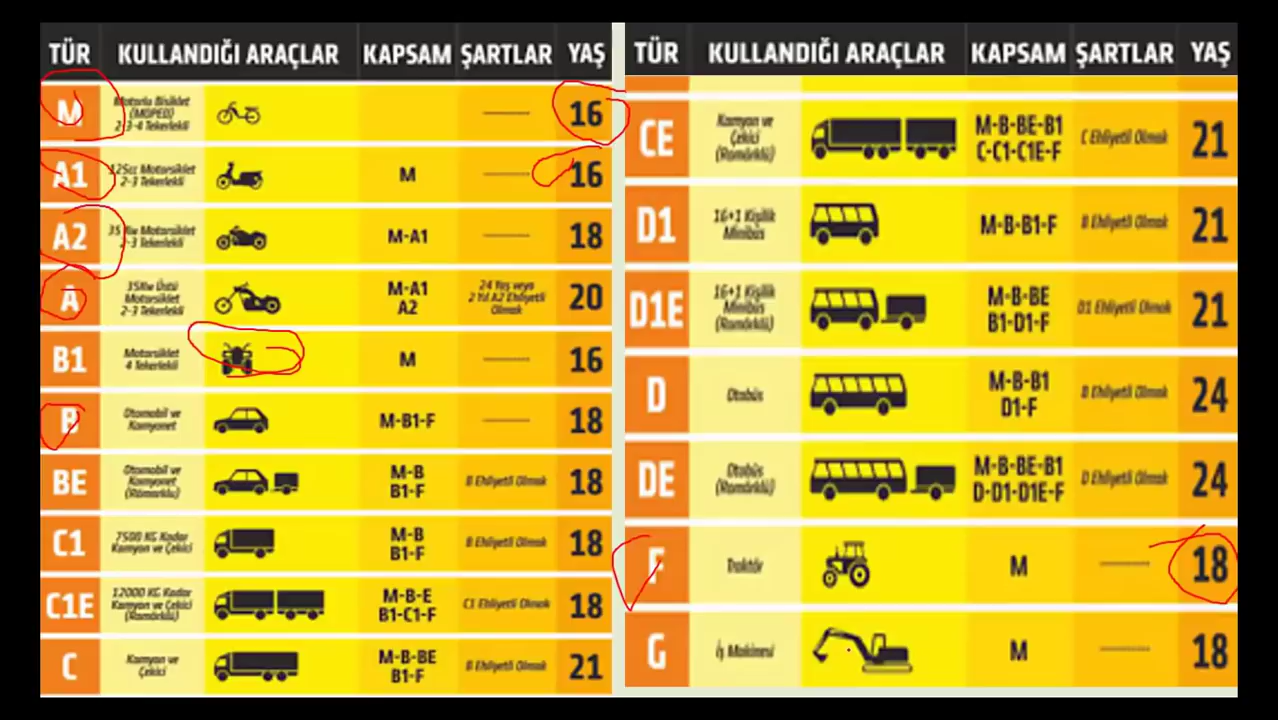 TÜR KULLANDIĞI ARAÇLAR KAPSAM ŞARTLAR YAŞ
M Motorlu Bisiklet 16
(MOPED)
2-3-4 Tekerlekli
A1 125cc Motorsiklet M 16
2-3 Tekerlekli
A2 35 Kw Motorsiklet M-A1 18
2-3 Tekerlekli
A 35Kw Üstü M-A1 24 Yaş veya 20
Motorsiklet A2 2 Yıl A2 Ehliyetli
2-3 Tekerlekli Olmak
B1 Motorsiklet M 16
4 Tekerlekli
B Otomobil ve M-B1-F 18
Kamyonet
BE Otomobil ve M-B B Ehliyetli Olmak 18
Kamyonet B1-F
(Römorklu)
C1 7500 KG Kadar M-B B Ehliyetli Olmak 18
Kamyon ve Çekici B1-F
C1E 12000 KG Kadar M-B-E C1 Ehliyetli Olmak 18
Kamyon ve Çekici B1-C1-F
(Römorklu)
C Kamyon ve M-B-BE B Ehliyetli Olmak 21
Çekici B1-F
TÜR KULLANDIĞI ARAÇLAR KAPSAM ŞARTLAR YAŞ
CE Kamyon ve M-B-BE-B1 C Ehliyetli Olmak 21
Çekici C-C1-C1E-F
(Römorklu)
D1 16+1 Kişilik M-B-B1-F B Ehliyetli Olmak 21
Minibüs
D1E 16+1 Kişilik M-B-BE D1 Ehliyetli Olmak 21
Minibüs B1-D1-F
(Römorklu)
D Otobüs M-B-B1 B Ehliyetli Olmak 24
D1-F
DE Otobüs M-B-BE-B1 D Ehliyetli Olmak 24
(Römorklu) D-D1-D1E-F
F Traktör M 18
G İş Makinesi M 18